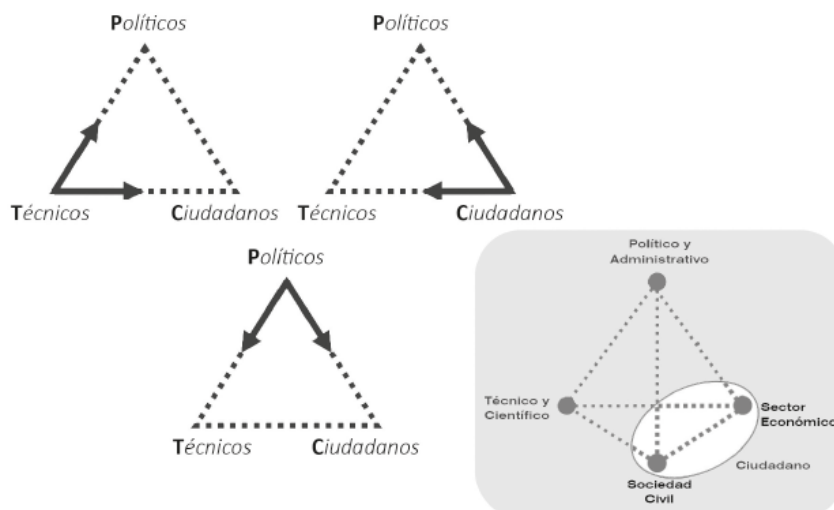 Políticos
Técnicos
Ciudadanos
Políticos
Técnicos
Ciudadanos
Políticos
Técnicos
Ciudadanos
Político y
Administrativo
Técnico y
Científico
Sector
Económico
Ciudadano
Sociedad
Civil